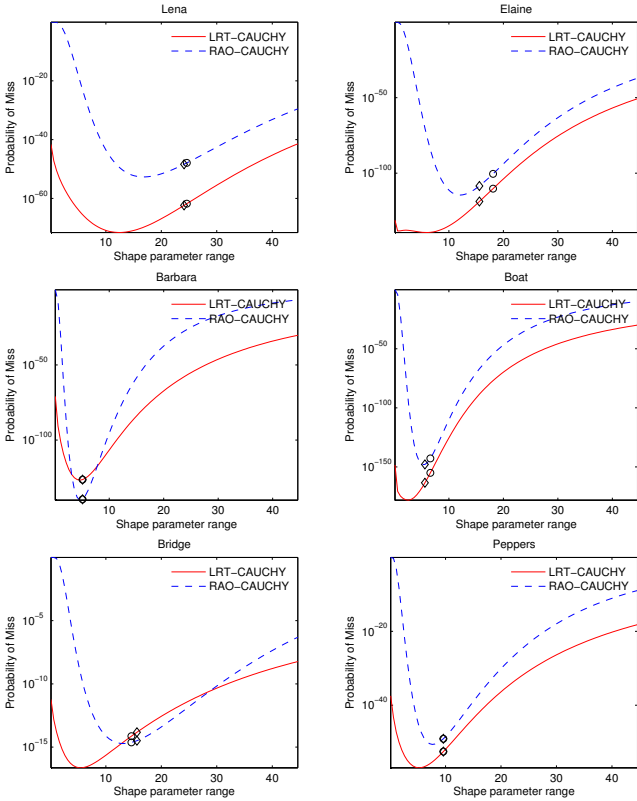 Lena
LRT−CAUCHY
RAO−CAUCHY
Probability of Miss
10^−20
10^−40
10^−60
0 10 20 30 40
Shape parameter range
Elaine
LRT−CAUCHY
RAO−CAUCHY
Probability of Miss
10^−50
10^−100
0 10 20 30 40
Shape parameter range
Barbara
LRT−CAUCHY
RAO−CAUCHY
Probability of Miss
10^−50
10^−100
0 10 20 30 40
Shape parameter range
Boat
LRT−CAUCHY
RAO−CAUCHY
Probability of Miss
10^−50
10^−100
10^−150
0 10 20 30 40
Shape parameter range
Bridge
LRT−CAUCHY
RAO−CAUCHY
Probability of Miss
10^−5
10^−10
10^−15
0 10 20 30 40
Shape parameter range
Peppers
LRT−CAUCHY
RAO−CAUCHY
Probability of Miss
10^−20
10^−40
0 10 20 30 40
Shape parameter range